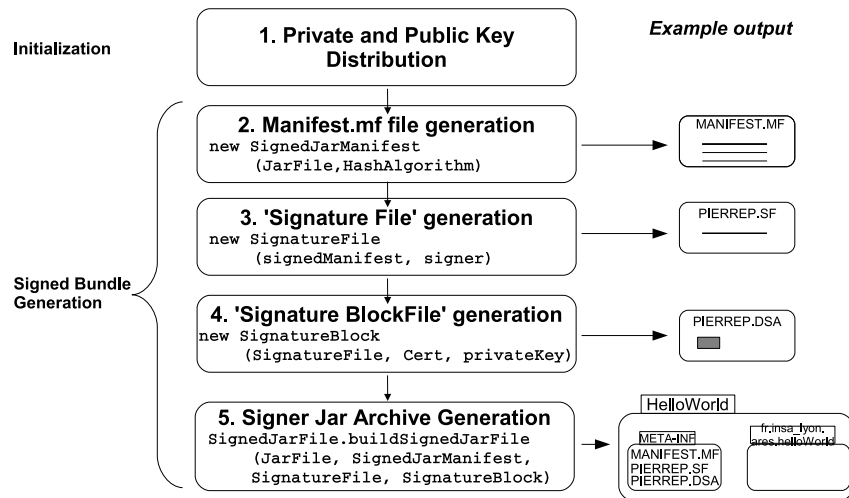 Initialization
1. Private and Public Key
Distribution
Example output
2. Manifest.mf file generation
new SignedJarManifest
(JarFile,HashAlgorithm)
MANIFEST.MF
3. 'Signature File' generation
new SignatureFile
(signedManifest, signer)
PIERREP.SF
Signed Bundle
Generation
4. 'Signature BlockFile' generation
new SignatureBlock
(SignatureFile, Cert, privateKey)
PIERREP.DSA
5. Signer Jar Archive Generation
SignedJarFile.buildSignedJarFile
(JarFile, SignedJarManifest,
SignatureFile, SignatureBlock)
HelloWorld
META-INF
MANIFEST.MF
PIERREP.SF
PIERREP.DSA
fr.insa_lyon.
ares.helloWorld